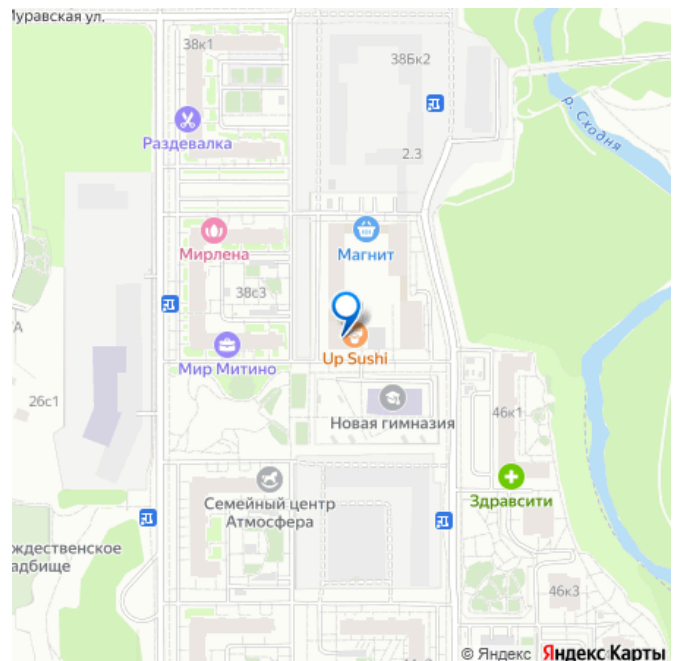 Муравская ул.
38к1
38Бк2
р. Сходня
Раздевалка
2.3
Мирлена
Магнит
38с3
Up Sushi
Мир Митино
26с1
Новая гимназия
46к1
Семейный центр
Атмосфера
Здравсити
ждественское
адбище
46к3
© Яндекс Яндекс Карты